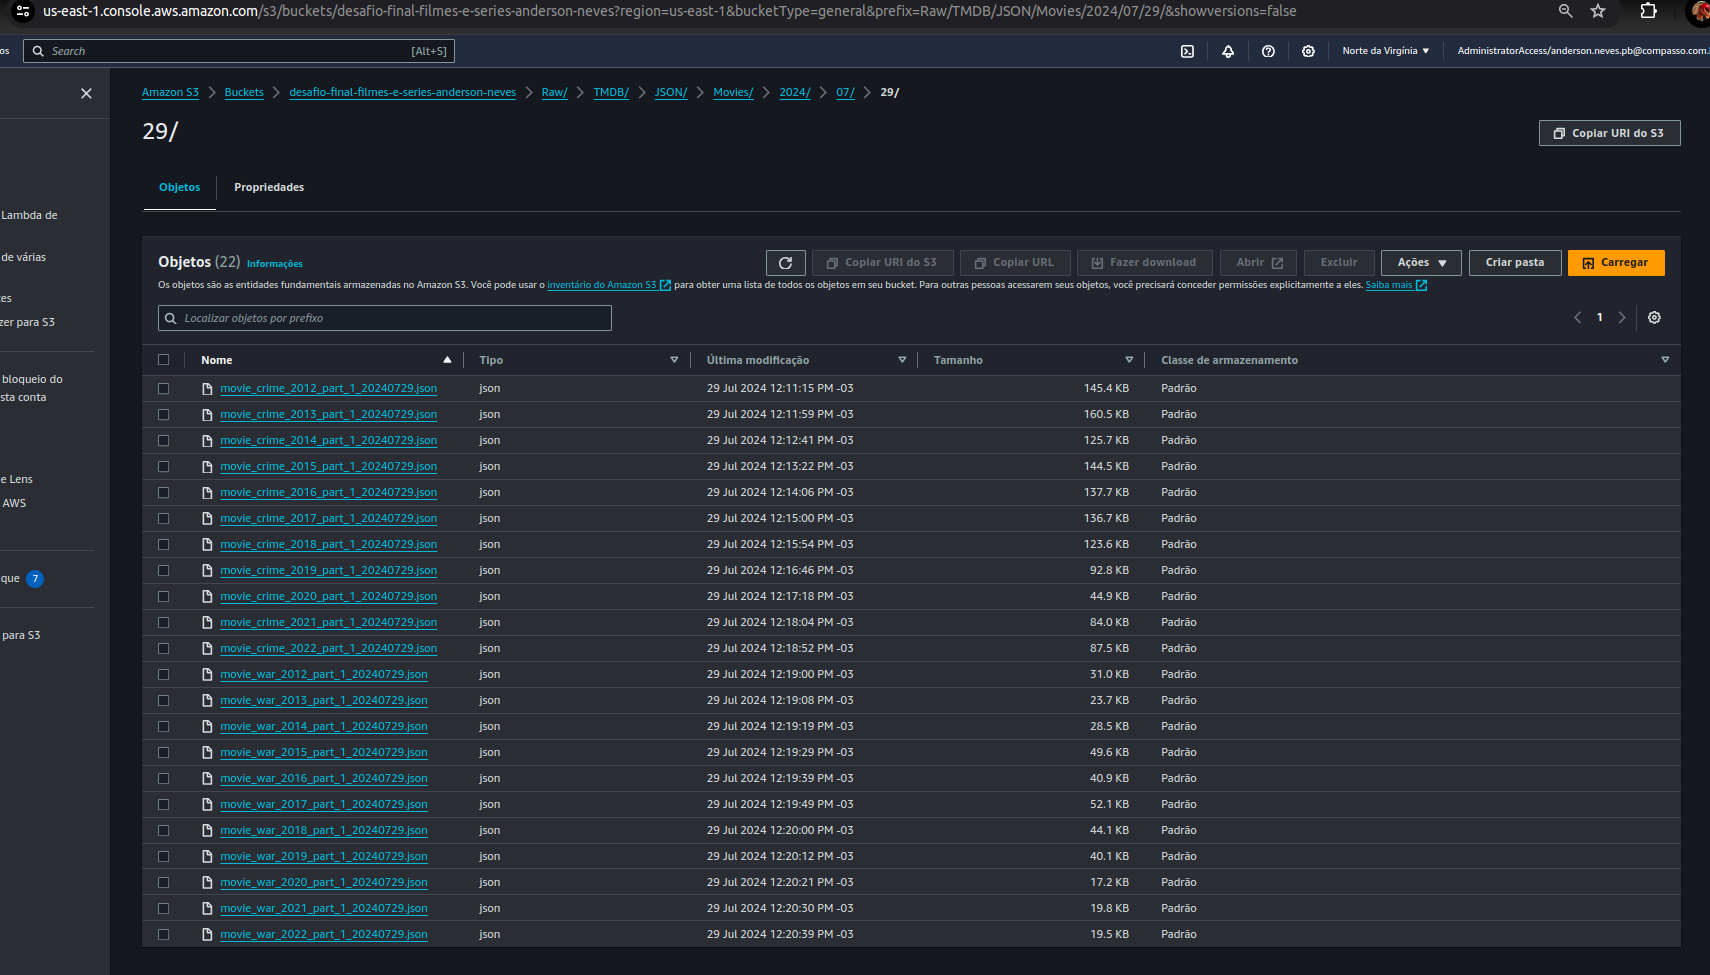 us-east-1.console.aws.amazon.com/s3/buckets/desafio-final-filmes-e-series-anderson-neves?region=us-east-1&bucketType=general&prefix=Raw/TMDB/JSON/Movies/2024/07/29/&showversions=false
os Search [Alt+S] Norte da Virgínia ▼ AdministratorAccess/anderson.neves.pb@compasso.com.
Amazon S3 > Buckets > desafio-final-filmes-e-series-anderson-neves > Raw/ > TMDB/ > JSON/ > Movies/ > 2024/ > 07/ > 29/
29/
Copiar URI do S3
Objetos Propriedades
Lambda de
de várias
tes
zer para S3
bloqueio do
sta conta
e Lens
AWS
que 7
para S3
Objetos (22) Informações
Copiar URI do S3 Copiar URL Fazer download Abrir Excluir Ações ▼ Criar pasta Carregar
Os objetos são as entidades fundamentais armazenadas no Amazon S3. Você pode usar o inventário do Amazon S3 para obter uma lista de todos os objetos em seu bucket. Para outras pessoas acessarem seus objetos, você precisará conceder permissões explicitamente a eles. Saiba mais
Localizar objetos por prefixo
< 1 >
Nome Tipo Última modificação Tamanho Classe de armazenamento
movie_crime_2012_part_1_20240729.json json 29 Jul 2024 12:11:15 PM -03 145.4 KB Padrão
movie_crime_2013_part_1_20240729.json json 29 Jul 2024 12:11:59 PM -03 160.5 KB Padrão
movie_crime_2014_part_1_20240729.json json 29 Jul 2024 12:12:41 PM -03 125.7 KB Padrão
movie_crime_2015_part_1_20240729.json json 29 Jul 2024 12:13:22 PM -03 144.5 KB Padrão
movie_crime_2016_part_1_20240729.json json 29 Jul 2024 12:14:06 PM -03 137.7 KB Padrão
movie_crime_2017_part_1_20240729.json json 29 Jul 2024 12:15:00 PM -03 136.7 KB Padrão
movie_crime_2018_part_1_20240729.json json 29 Jul 2024 12:15:54 PM -03 123.6 KB Padrão
movie_crime_2019_part_1_20240729.json json 29 Jul 2024 12:16:46 PM -03 92.8 KB Padrão
movie_crime_2020_part_1_20240729.json json 29 Jul 2024 12:17:18 PM -03 44.9 KB Padrão
movie_crime_2021_part_1_20240729.json json 29 Jul 2024 12:18:04 PM -03 84.0 KB Padrão
movie_crime_2022_part_1_20240729.json json 29 Jul 2024 12:18:52 PM -03 87.5 KB Padrão
movie_war_2012_part_1_20240729.json json 29 Jul 2024 12:19:00 PM -03 31.0 KB Padrão
movie_war_2013_part_1_20240729.json json 29 Jul 2024 12:19:08 PM -03 23.7 KB Padrão
movie_war_2014_part_1_20240729.json json 29 Jul 2024 12:19:19 PM -03 28.5 KB Padrão
movie_war_2015_part_1_20240729.json json 29 Jul 2024 12:19:29 PM -03 49.6 KB Padrão
movie_war_2016_part_1_20240729.json json 29 Jul 2024 12:19:39 PM -03 40.9 KB Padrão
movie_war_2017_part_1_20240729.json json 29 Jul 2024 12:19:49 PM -03 52.1 KB Padrão
movie_war_2018_part_1_20240729.json json 29 Jul 2024 12:20:00 PM -03 44.1 KB Padrão
movie_war_2019_part_1_20240729.json json 29 Jul 2024 12:20:12 PM -03 40.1 KB Padrão
movie_war_2020_part_1_20240729.json json 29 Jul 2024 12:20:21 PM -03 17.2 KB Padrão
movie_war_2021_part_1_20240729.json json 29 Jul 2024 12:20:30 PM -03 19.8 KB Padrão
movie_war_2022_part_1_20240729.json json 29 Jul 2024 12:20:39 PM -03 19.5 KB Padrão